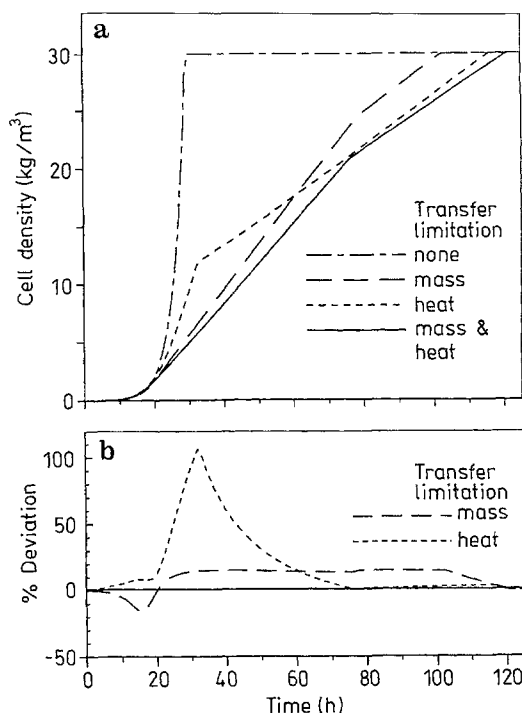 a
30
20
10
0
Cell density (kg/m³)
Transfer
limitation
none
mass
heat
mass &
heat
b
100
50
0
-50
% Deviation
Transfer
limitation
mass
heat
0
20
40
60
80
100
120
Time (h)